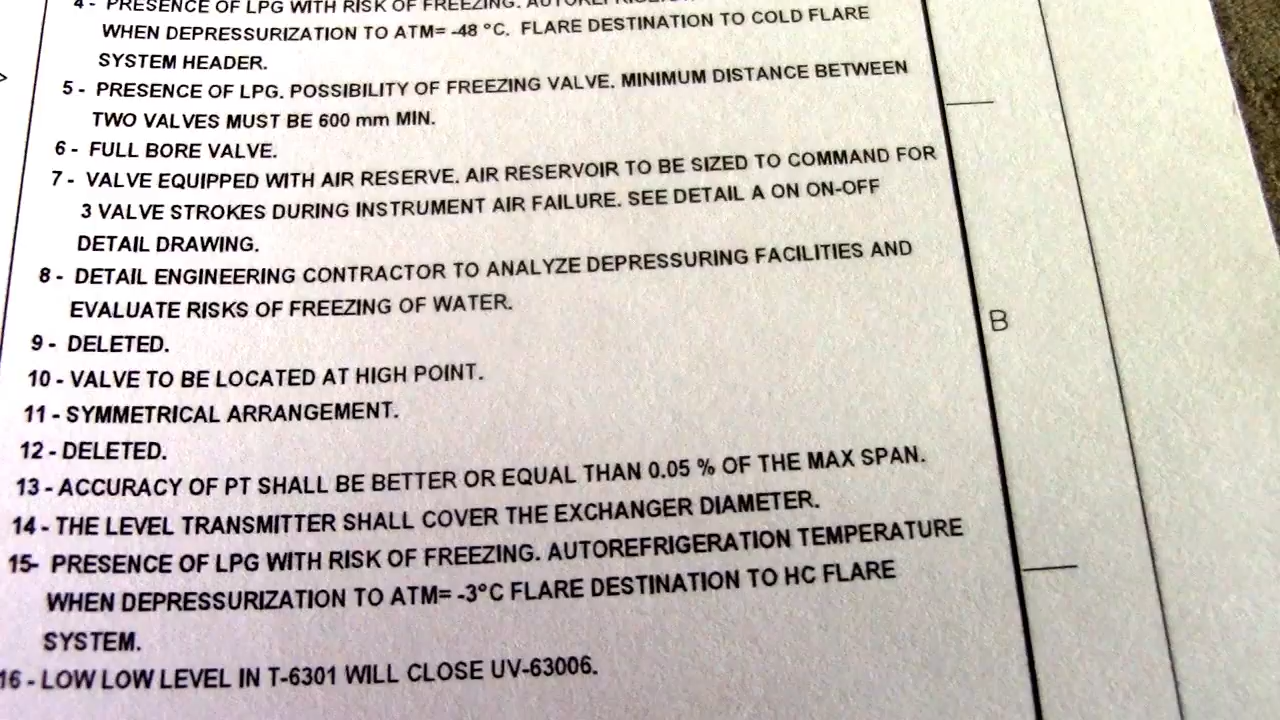 4 - PRESENCE OF LPG WITH RISK OF FREEZING.
WHEN DEPRESSURIZATION TO ATM= -48 °C. FLARE DESTINATION TO COLD FLARE
SYSTEM HEADER.
5 - PRESENCE OF LPG. POSSIBILITY OF FREEZING VALVE. MINIMUM DISTANCE BETWEEN
TWO VALVES MUST BE 600 mm MIN.
6 - FULL BORE VALVE.
7 - VALVE EQUIPPED WITH AIR RESERVE. AIR RESERVOIR TO BE SIZED TO COMMAND FOR
3 VALVE STROKES DURING INSTRUMENT AIR FAILURE. SEE DETAIL A ON ON-OFF
DETAIL DRAWING.
8 - DETAIL ENGINEERING CONTRACTOR TO ANALYZE DEPRESSURING FACILITIES AND
EVALUATE RISKS OF FREEZING OF WATER.
B
9 - DELETED.
10 - VALVE TO BE LOCATED AT HIGH POINT.
11 - SYMMETRICAL ARRANGEMENT.
12 - DELETED.
13 - ACCURACY OF PT SHALL BE BETTER OR EQUAL THAN 0.05 % OF THE MAX SPAN.
14 - THE LEVEL TRANSMITTER SHALL COVER THE EXCHANGER DIAMETER.
15- PRESENCE OF LPG WITH RISK OF FREEZING. AUTOREFRIGERATION TEMPERATURE
WHEN DEPRESSURIZATION TO ATM= -3°C FLARE DESTINATION TO HC FLARE
SYSTEM.
16 - LOW LOW LEVEL IN T-6301 WILL CLOSE UV-63006.